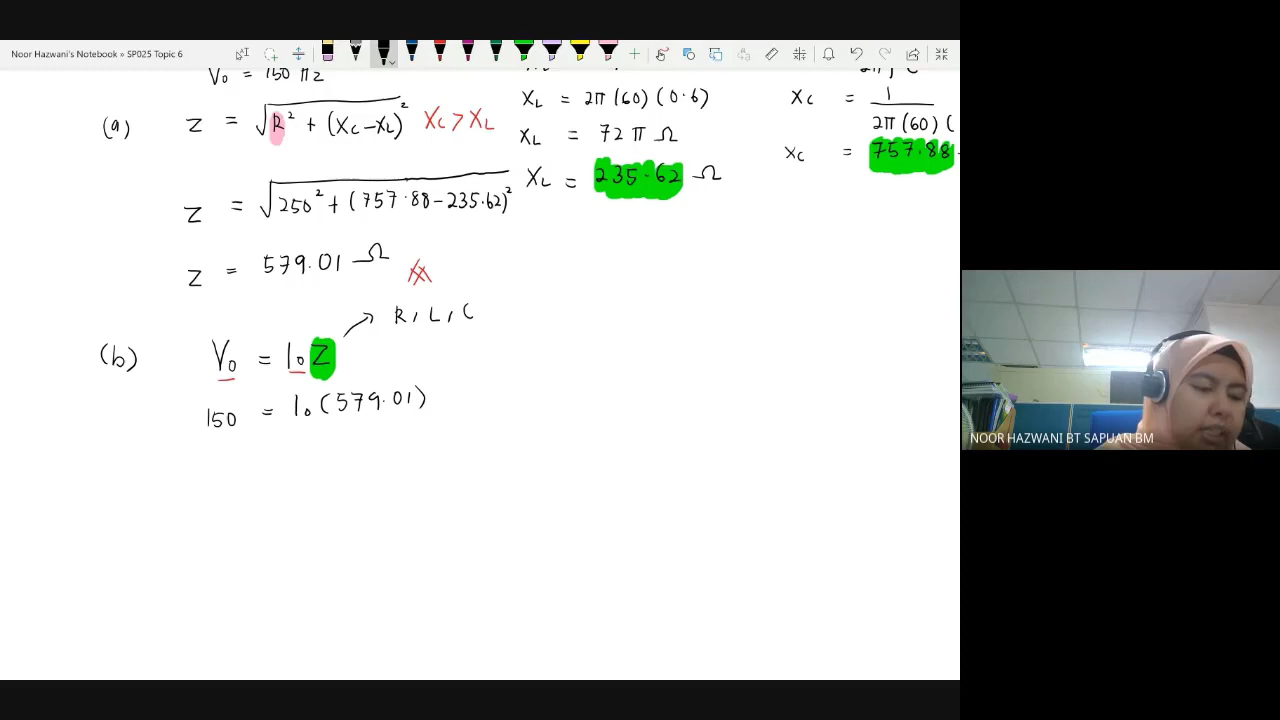 Noor Hazwani's Notebook » SP025 Topic 6
V₀ = 150 Hz
(a) Z = √R² + (Xc-XL)² Xc > XL
XL = 2π (60) (0.6)
XL = 72 π Ω
XL = 235.62 Ω
Xc = 1
2π (60) (
Xc = 757.88
Z = √250² + (757.88 - 235.62)²
Z = 579.01 Ω
R, L, C
(b) V₀ = I₀ Z
150 = I₀ (579.01)
NOOR HAZWANI BT SAPUAN BM